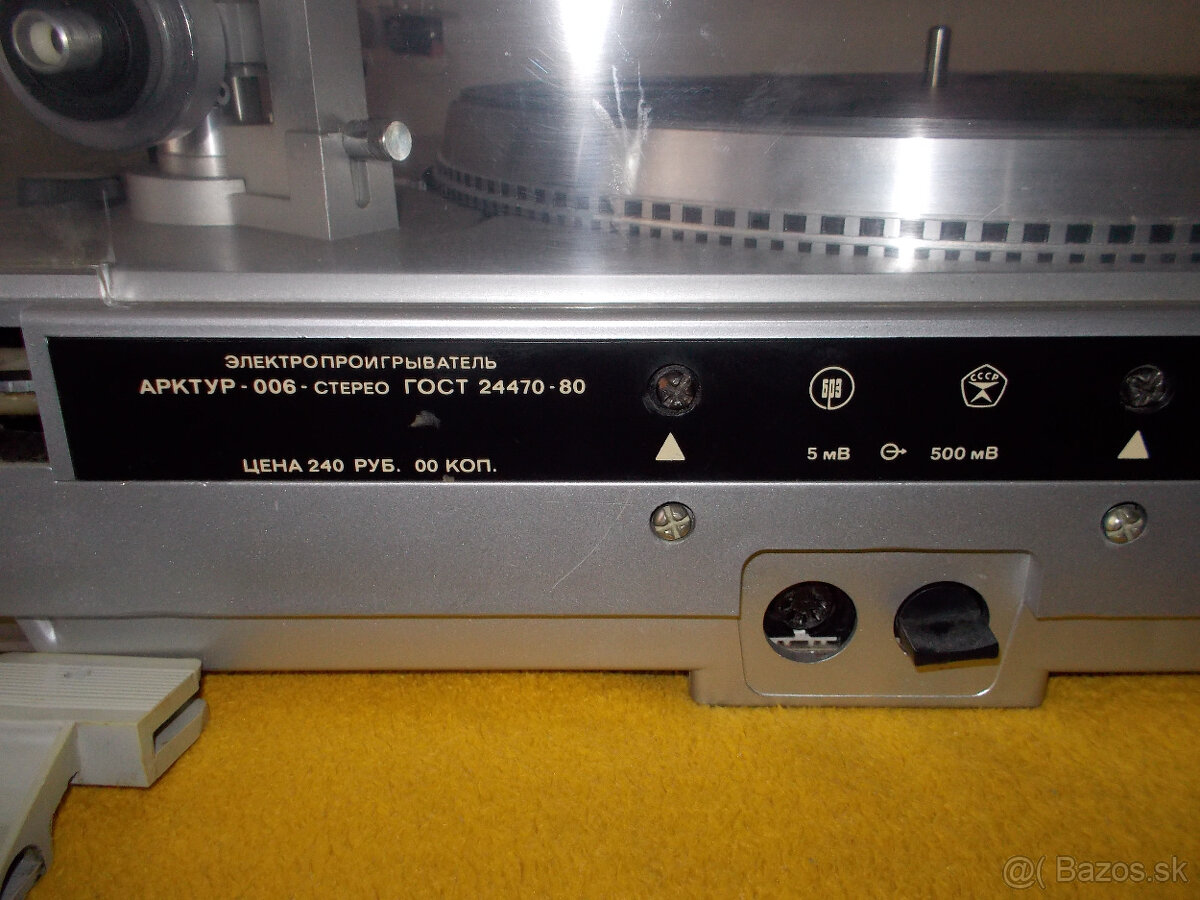 ЭЛЕКТРОПРОИГРЫВАТЕЛЬ
АРКТУР - 006 - СТЕРЕО ГОСТ 24470-80
ЦЕНА 240 РУБ. 00 КОП.
БРЗ
СССР
5 мВ 500 мВ
@( Bazos.sk